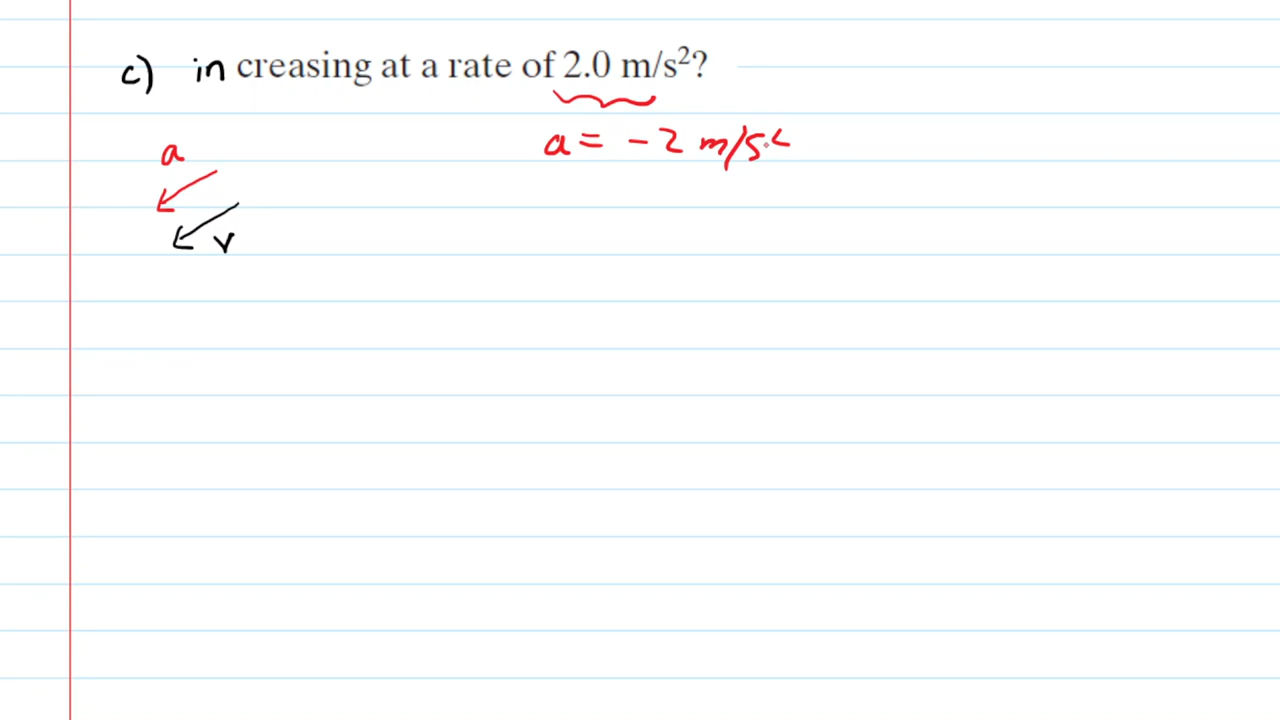 c) in creasing at a rate of 2.0 m/s²?
a = -2 m/s²
a
v